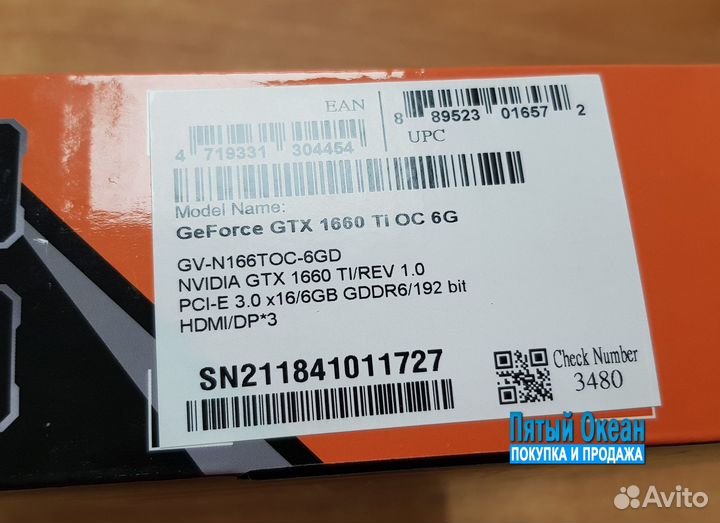 EAN
4 719331 304454
8 89523 01657 2
UPC
Model Name:
GeForce GTX 1660 Ti OC 6G
GV-N166TOC-6GD
NVIDIA GTX 1660 TI/REV 1.0
PCI-E 3.0 x16/6GB GDDR6/192 bit
HDMI/DP*3
SN211841011727
Check Number
3480
Пятый Океан
ПОКУПКА И ПРОДАЖА
Avito